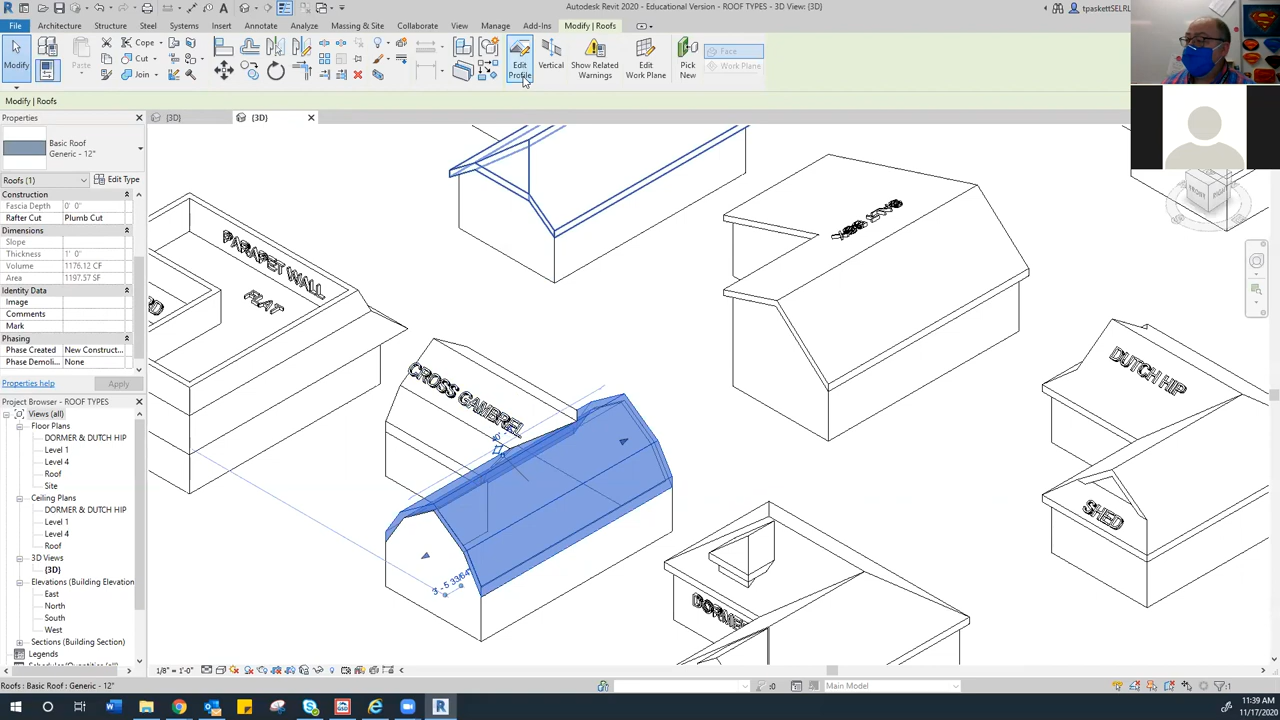 Autodesk Revit 2020 - Educational Version - ROOF TYPES - 3D View: {3D}
tpaskettSELRL...
File Architecture Structure Steel Systems Insert Annotate Analyze Massing & Site Collaborate View Manage Add-Ins Modify | Roofs
Modify
Paste
Cope
Cut
Join
Edit Profile
Vertical
Show Related Warnings
Edit Work Plane
Pick New
Face
Work Plane
Modify | Roofs
Properties
{3D}
{3D}
Basic Roof
Generic - 12"
Roofs (1)
Edit Type
Construction
Fascia Depth 0' 0"
Rafter Cut Plumb Cut
Dimensions
Slope
Thickness 1' 0"
Volume 1176.12 CF
Area 1197.57 SF
Identity Data
Image
Comments
Mark
Phasing
Phase Created New Construct...
Phase Demoli... None
Properties help
Apply
Project Browser - ROOF TYPES
Views (all)
Floor Plans
DORMER & DUTCH HIP
Level 1
Level 4
Roof
Site
Ceiling Plans
DORMER & DUTCH HIP
Level 1
Level 4
Roof
3D Views
{3D}
Elevations (Building Elevation
East
North
South
West
Sections (Building Section)
Legends
PARAPET WALL
FLAT
CROSS GAMBREL
DUTCH HIP
SHED
DORMER
FRONT
RIGHT
1/8" = 1'-0"
Roofs : Basic Roof : Generic - 12"
:0
Main Model
:1
11:39 AM
11/17/2020